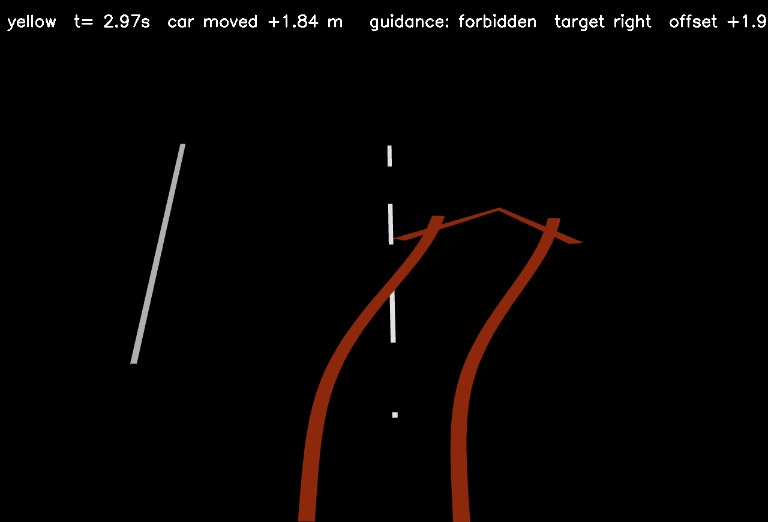 yellow t= 2.97s car moved +1.84 m guidance: forbidden target right offset +1.9